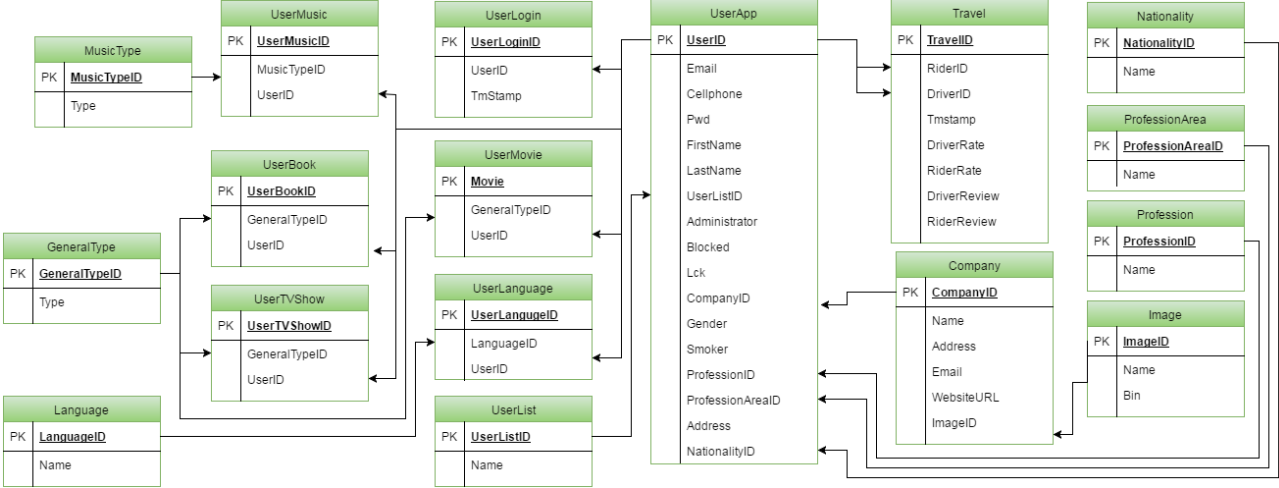 UserMusic
PK UserMusicID
MusicTypeID
UserID
UserLogin
PK UserLoginID
UserID
TmStamp
UserApp
PK UserID
Email
Cellphone
Pwd
FirstName
LastName
UserListID
Administrator
Blocked
Lck
CompanyID
Gender
Smoker
ProfessionID
ProfessionAreaID
Address
NationalityID
Travel
PK TravelID
RiderID
DriverID
Tmstamp
DriverRate
RiderRate
DriverReview
RiderReview
Nationality
PK NationalityID
Name
MusicType
PK MusicTypeID
Type
ProfessionArea
PK ProfessionAreaID
Name
UserBook
PK UserBookID
GeneralTypeID
UserID
UserMovie
PK Movie
GeneralTypeID
UserID
Profession
PK ProfessionID
Name
GeneralType
PK GeneralTypeID
Type
Company
PK CompanyID
Name
Address
Email
WebsiteURL
ImageID
UserTVShow
PK UserTVShowID
GeneralTypeID
UserID
UserLanguage
PK UserLangugeID
LanguageID
UserID
Image
PK ImageID
Name
Bin
Language
PK LanguageID
Name
UserList
PK UserListID
Name